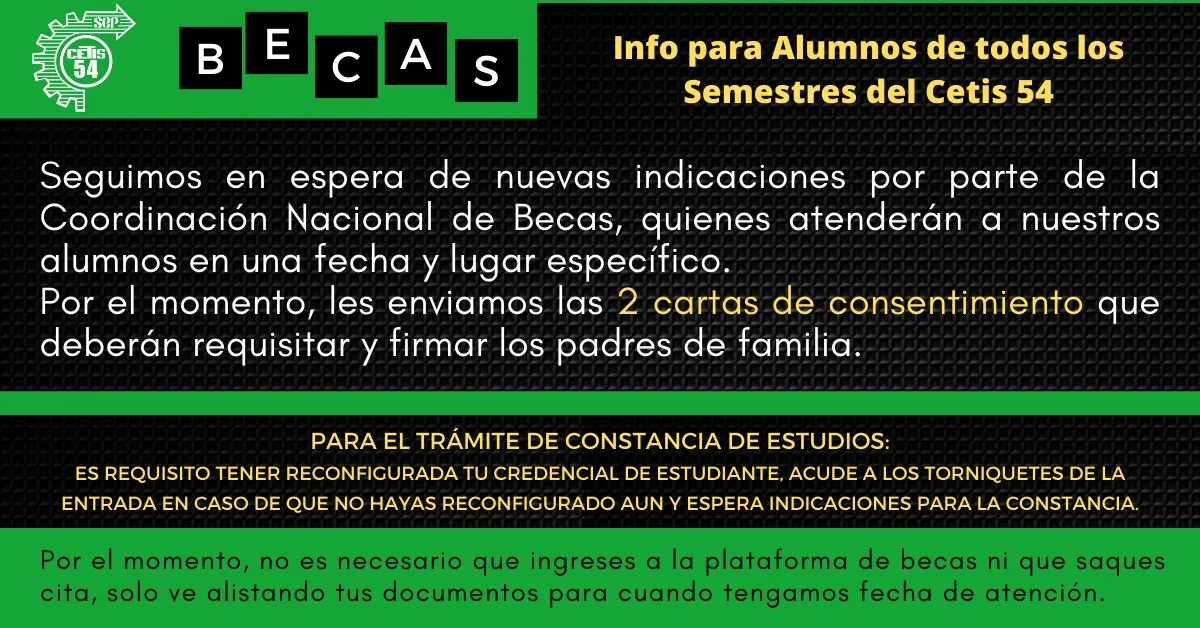 SEP
CETIS
54
BECAS
Info para Alumnos de todos los
Semestres del Cetis 54
Seguimos en espera de nuevas indicaciones por parte de la
Coordinación Nacional de Becas, quienes atenderán a nuestros
alumnos en una fecha y lugar específico.
Por el momento, les enviamos las 2 cartas de consentimiento que
deberán requisitar y firmar los padres de familia.
PARA EL TRÁMITE DE CONSTANCIA DE ESTUDIOS:
ES REQUISITO TENER RECONFIGURADA TU CREDENCIAL DE ESTUDIANTE, ACUDE A LOS TORNIQUETES DE LA
ENTRADA EN CASO DE QUE NO HAYAS RECONFIGURADO AUN Y ESPERA INDICACIONES PARA LA CONSTANCIA.
Por el momento, no es necesario que ingreses a la plataforma de becas ni que saques
cita, solo ve alistando tus documentos para cuando tengamos fecha de atención.